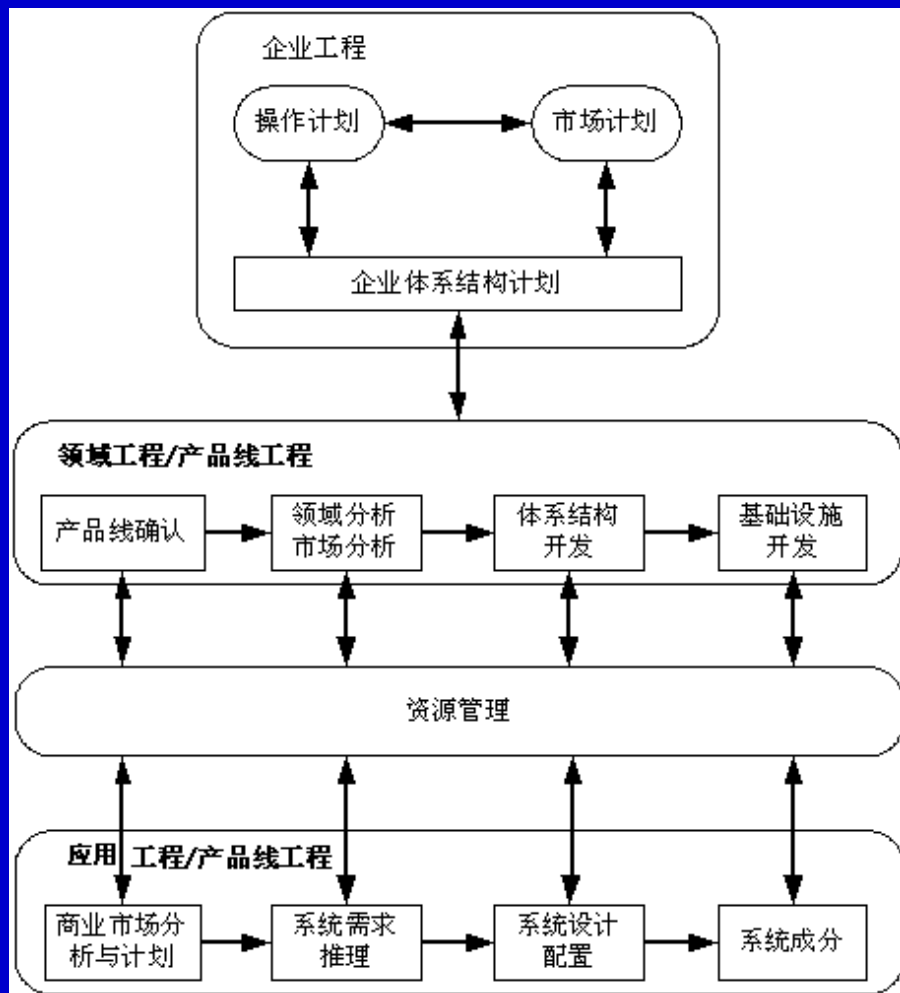 企业工程
操作计划
市场计划
企业体系结构计划
领域工程/产品线工程
产品线确认
领域分析
市场分析
体系结构
开发
基础设施
开发
资源管理
应用 工程/产品线工程
商业市场分
析与计划
系统需求
推理
系统设计
配置
系统成分